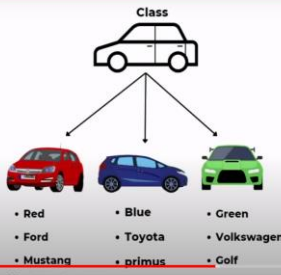 Class
• Red
• Ford
• Mustang
• Blue
• Toyota
• primus
• Green
• Volkswagen
• Golf